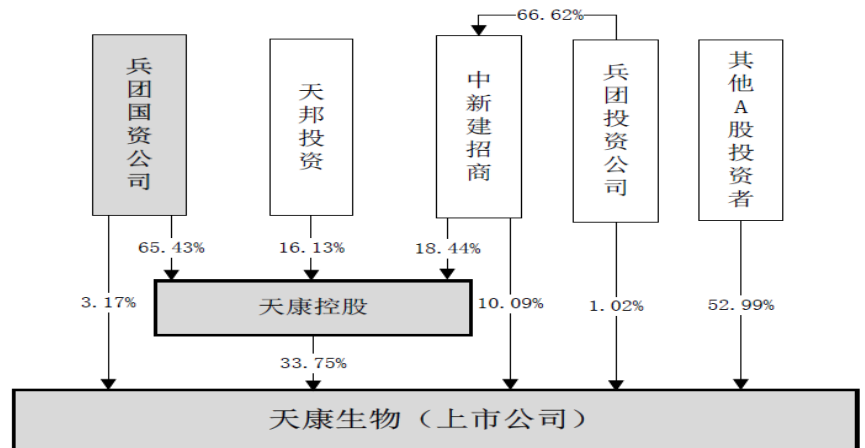 66.62%
兵团国资公司
天邦投资
中新建招商
兵团投资公司
其他A股投资者
65.43%
16.13%
18.44%
3.17%
天康控股
10.09%
1.02%
52.99%
33.75%
天康生物（上市公司）